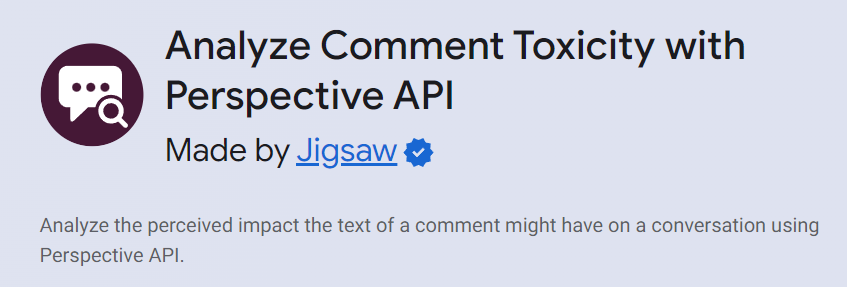 Analyze Comment Toxicity with
Perspective API
Made by Jigsaw
Analyze the perceived impact the text of a comment might have on a conversation using
Perspective API.